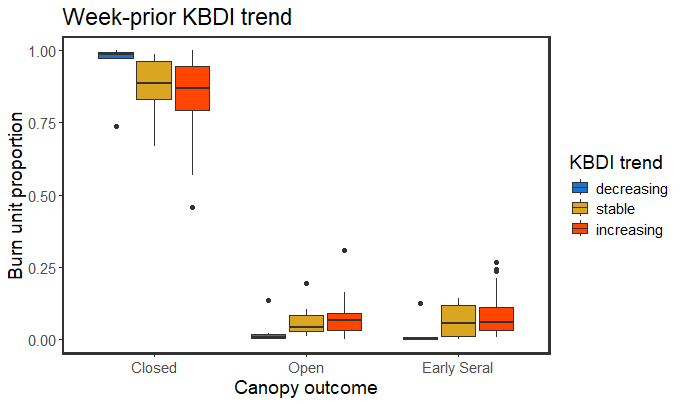 Week-prior KBDI trend
Burn unit proportion
1.00
0.75
0.50
0.25
0.00
Closed
Open
Early Seral
Canopy outcome
KBDI trend
decreasing
stable
increasing